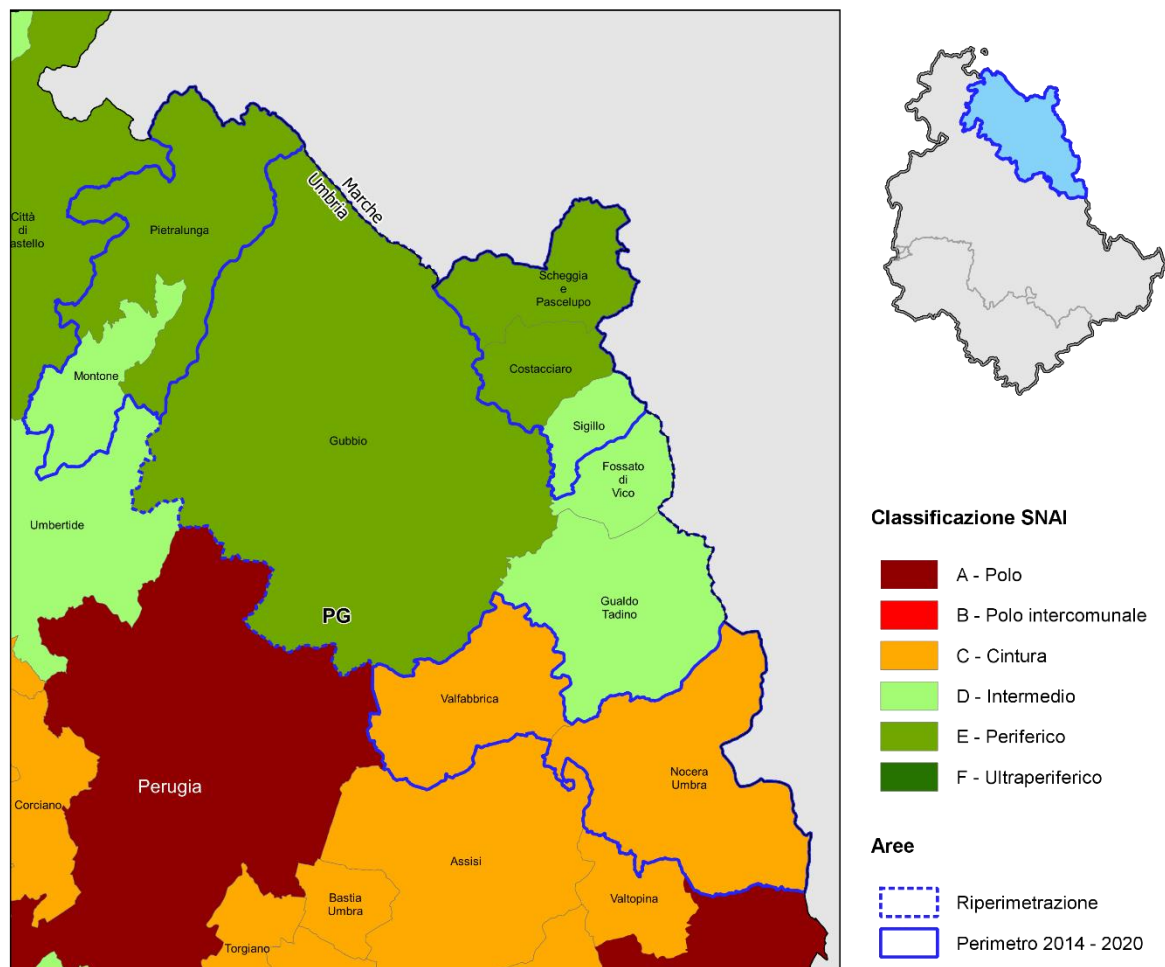 Marche
Umbria
Città
di
astello
Pietralunga
Scheggia
e
Pascelupo
Costacciaro
Montone
Sigillo
Gubbio
Fossato
di
Vico
Umbertide
Gualdo
Tadino
PG
Valfabbrica
Nocera
Umbra
Perugia
Corciano
Assisi
Bastia
Umbra
Valtopina
Torgiano
Classificazione SNAI
A - Polo
B - Polo intercomunale
C - Cintura
D - Intermedio
E - Periferico
F - Ultraperiferico
Aree
Riperimetrazione
Perimetro 2014 - 2020